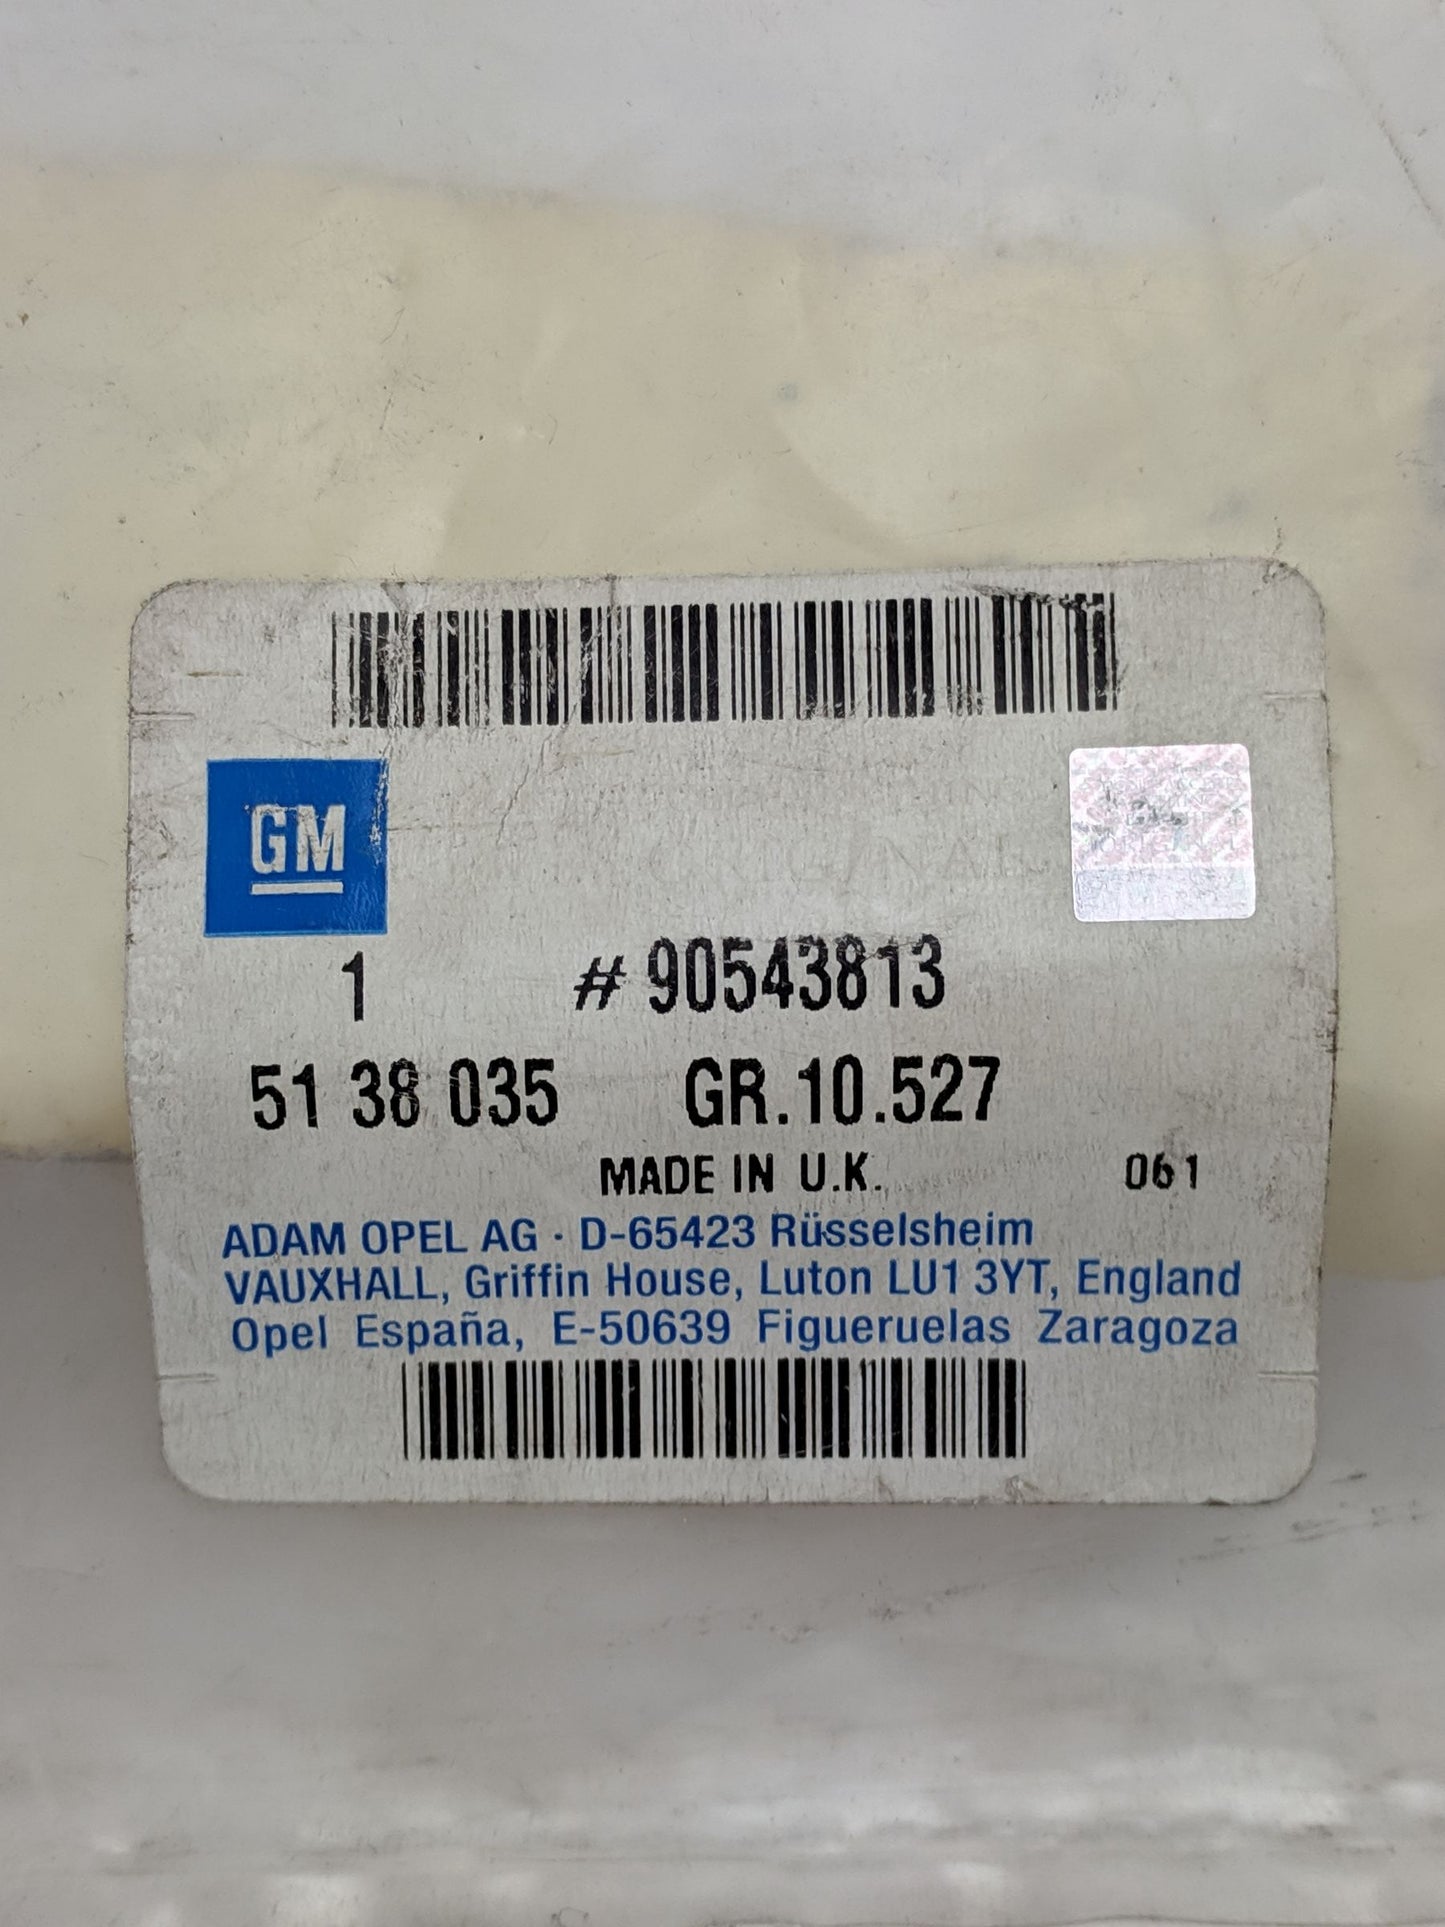 GM
1 # 90543813
51 38 035 GR.10.527
MADE IN U.K. 061
ADAM OPEL AG · D-65423 Rüsselsheim
VAUXHALL, Griffin House, Luton LU1 3YT, England
Opel España, E-50639 Figueruelas Zaragoza